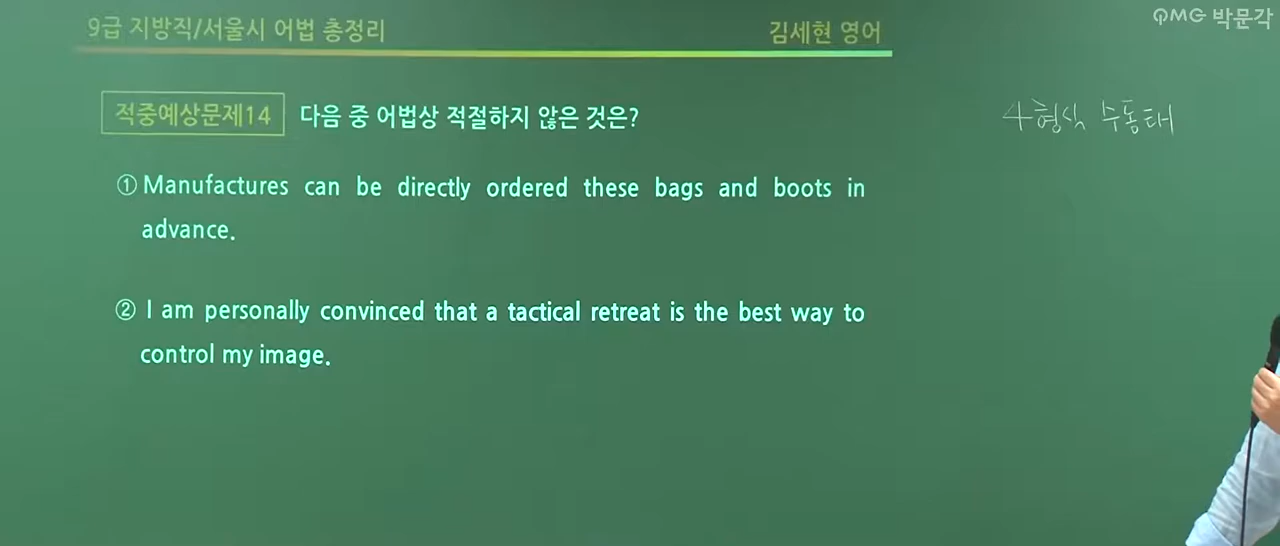 9급 지방직/서울시 어법 총정리 김세현 영어
QMG 박문각
적중예상문제14 다음 중 어법상 적절하지 않은 것은?
4형식 수동태
① Manufactures can be directly ordered these bags and boots in
advance.
② I am personally convinced that a tactical retreat is the best way to
control my image.